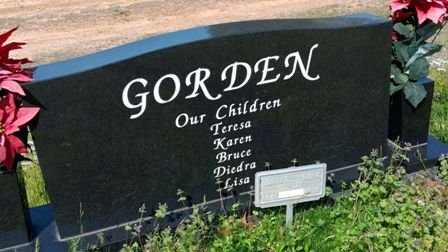 GORDEN
Our Children
Teresa
Karen
Bruce
Diedra
Lisa